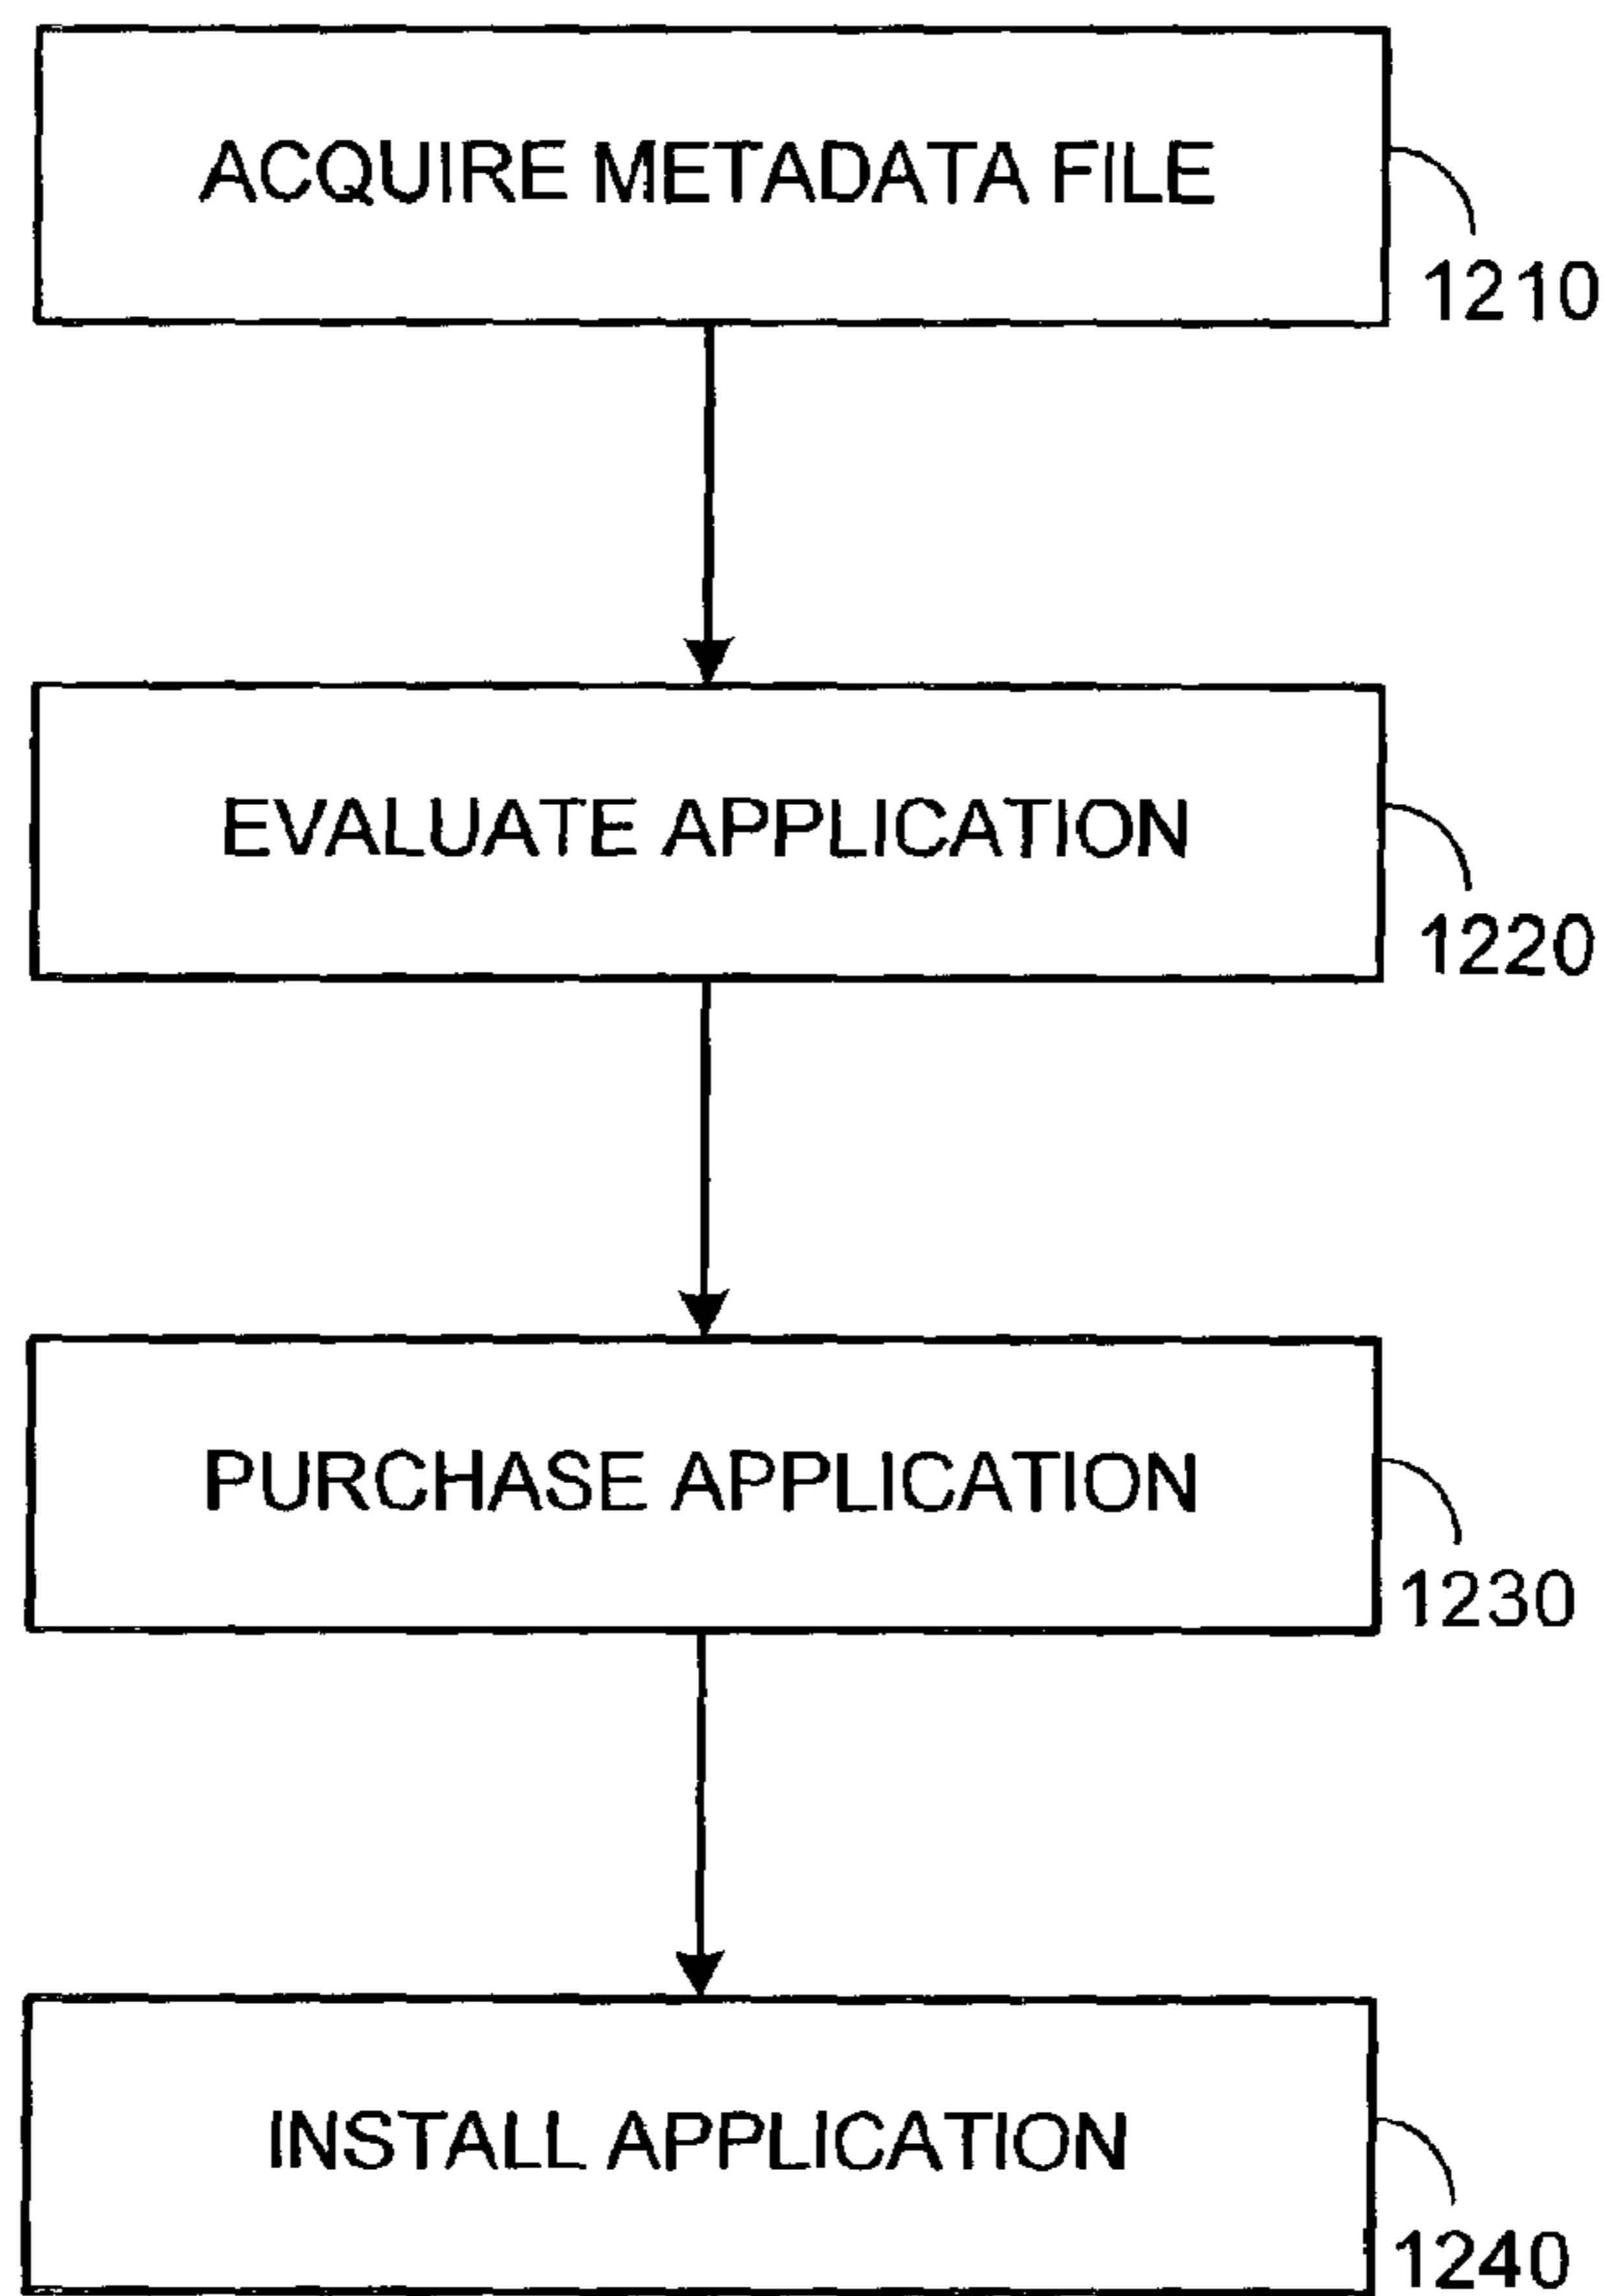 ACQUIRE METADATA FILE
1210
EVALUATE APPLICATION
1220
PURCHASE APPLICATION
1230
INSTALL APPLICATION
1240